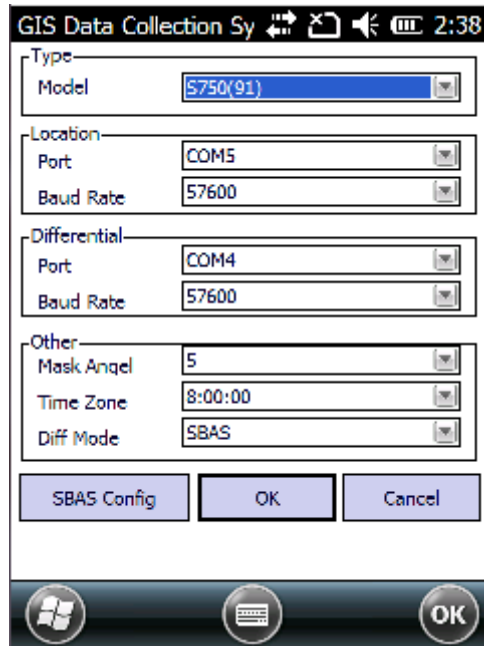 GIS Data Collection Sy 2:38
Type
Model S750(91)
Location
Port COM5
Baud Rate 57600
Differential
Port COM4
Baud Rate 57600
Other
Mask Angel 5
Time Zone 8:00:00
Diff Mode SBAS
SBAS Config OK Cancel
OK